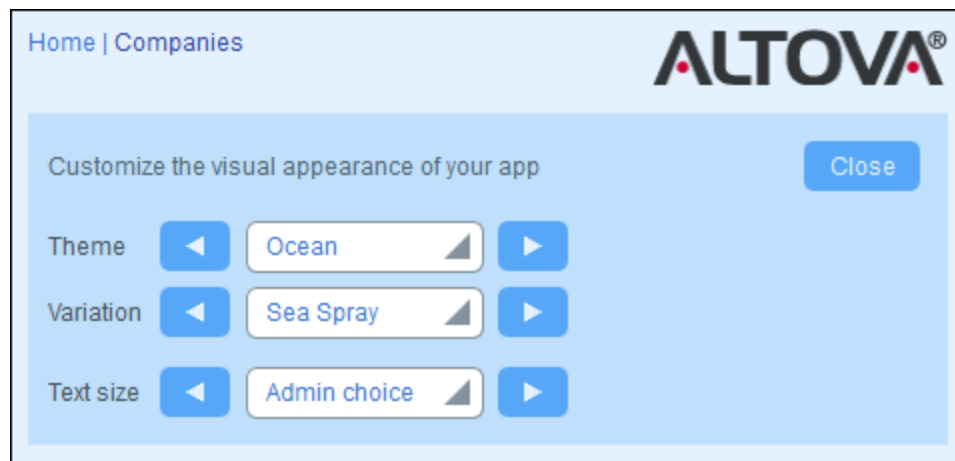 Home | Companies
ALTOVA®
Customize the visual appearance of your app
Close
Theme
Ocean
Variation
Sea Spray
Text size
Admin choice